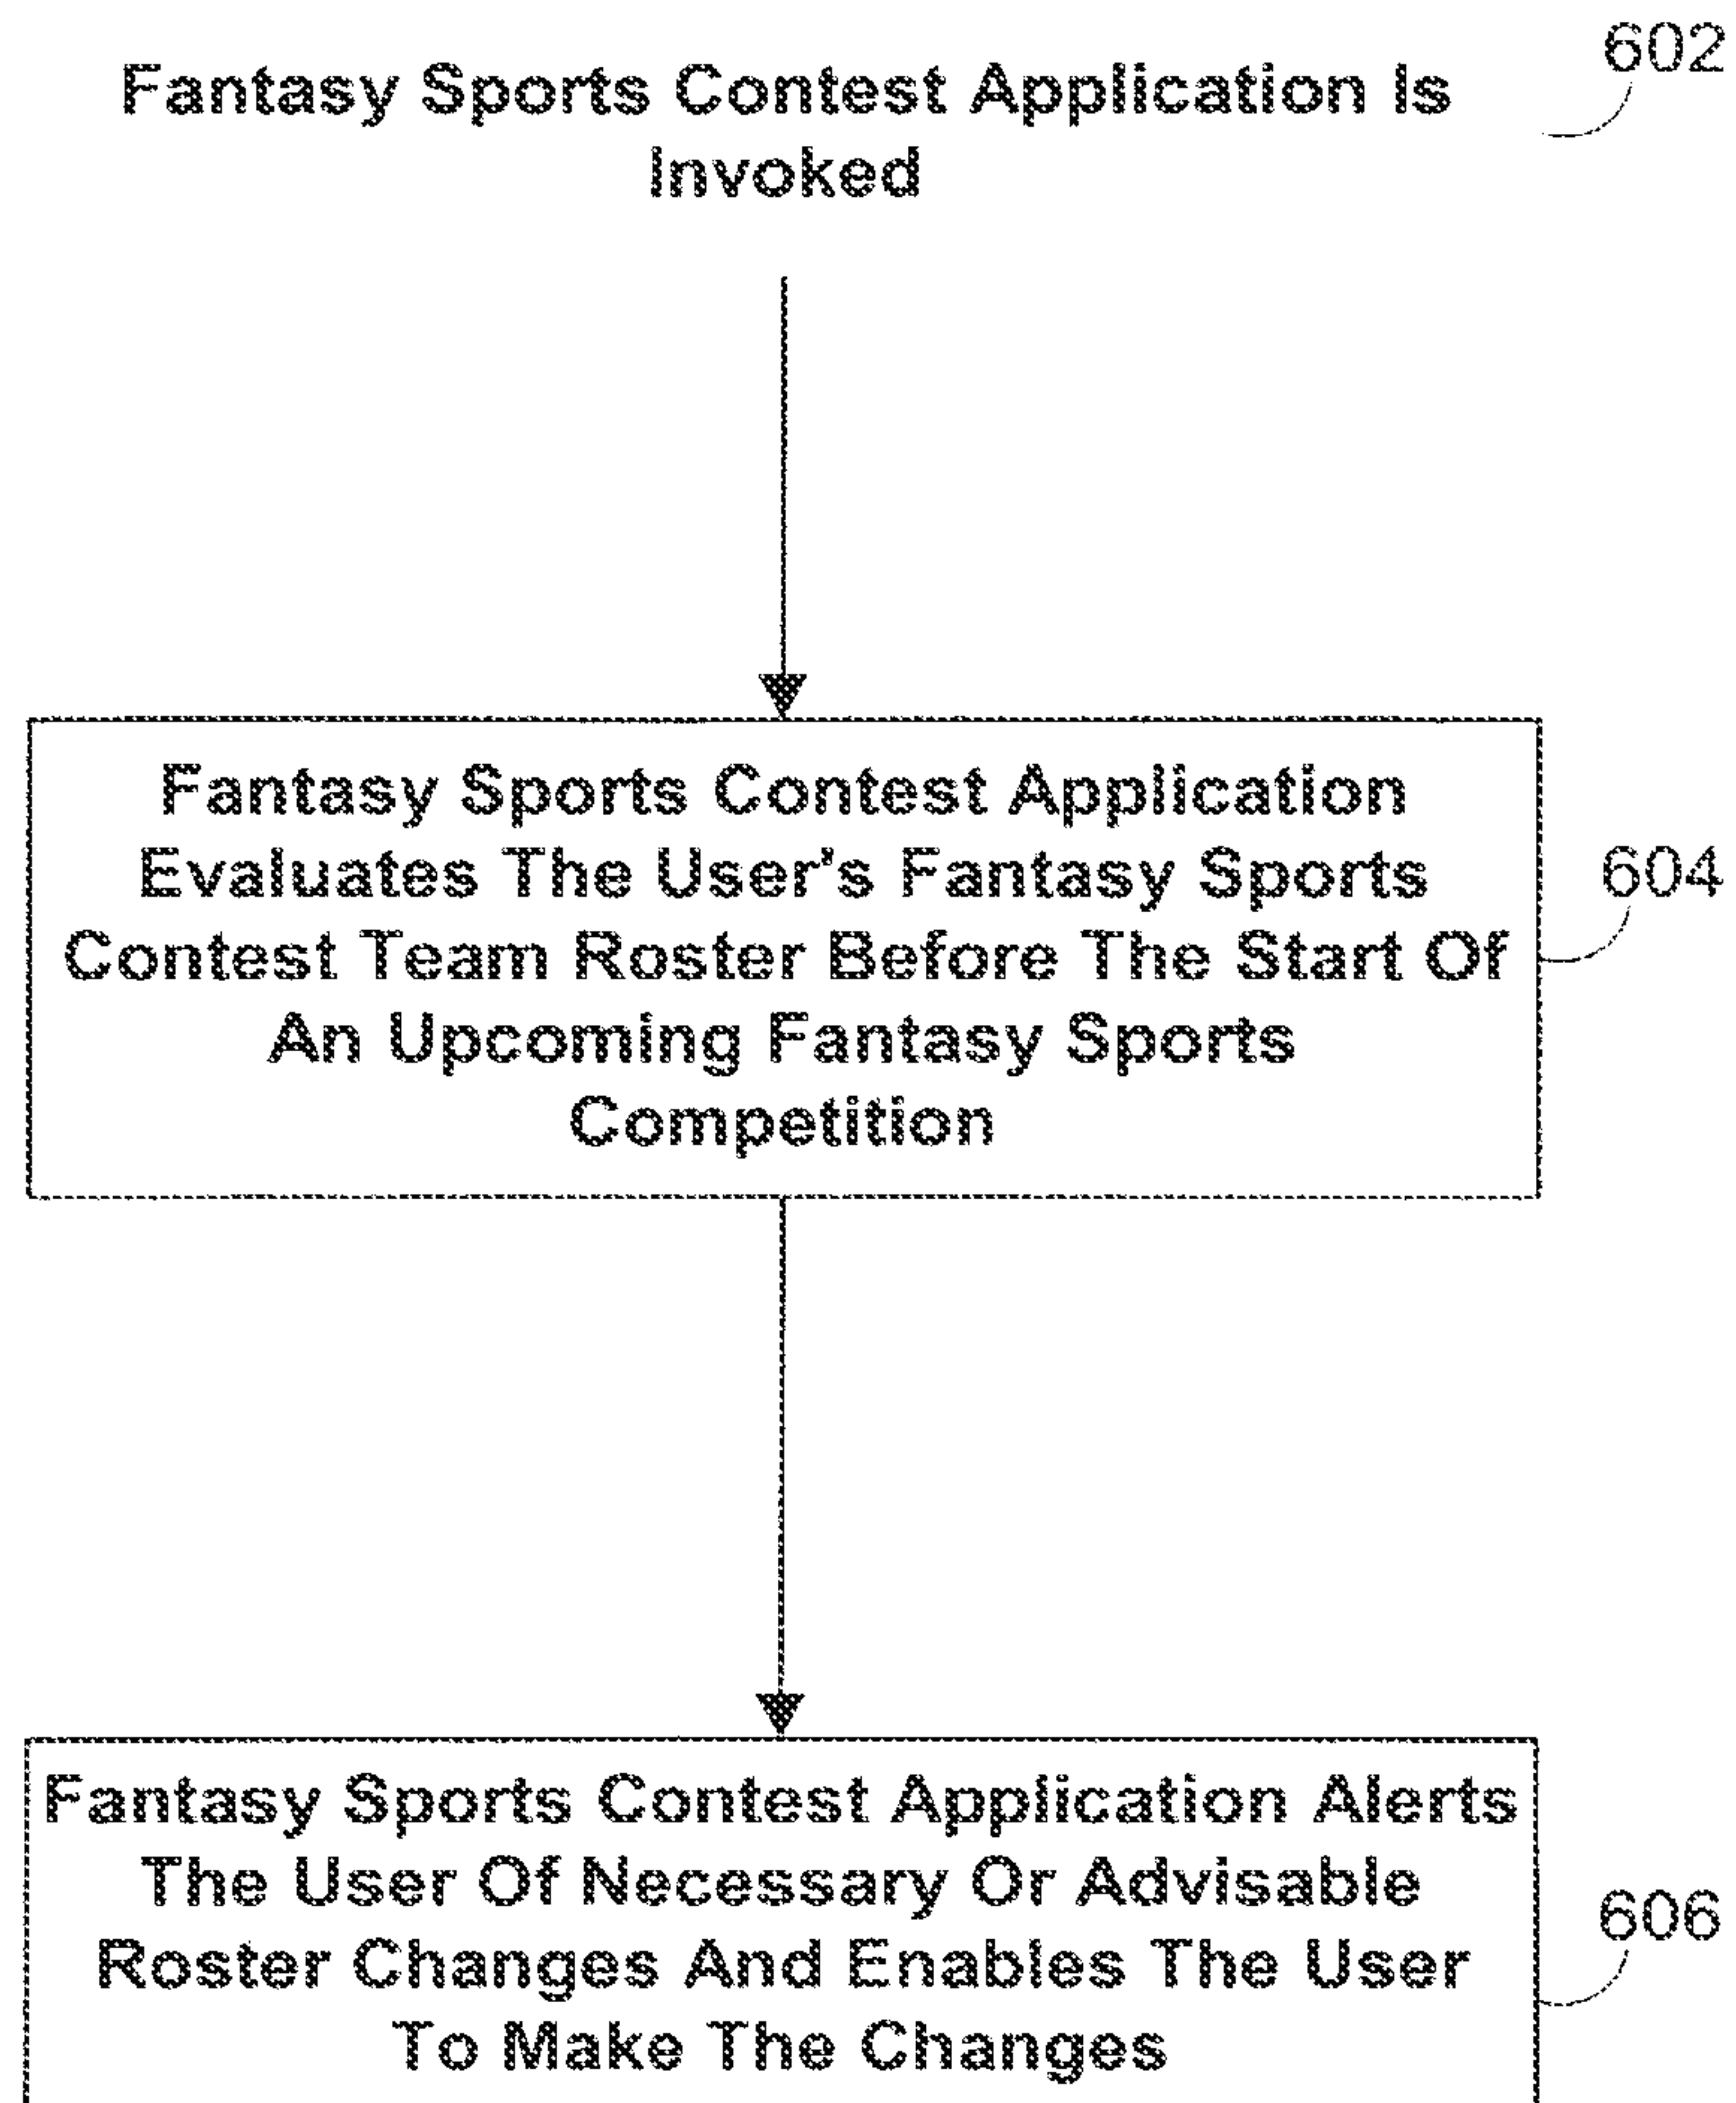 602
Fantasy Sports Contest Application Is
Invoked
Fantasy Sports Contest Application
Evaluates The User's Fantasy Sports
Contest Team Roster Before The Start Of
An Upcoming Fantasy Sports
Competition
604
Fantasy Sports Contest Application Alerts
The User Of Necessary Or Advisable
Roster Changes And Enables The User
To Make The Changes
606